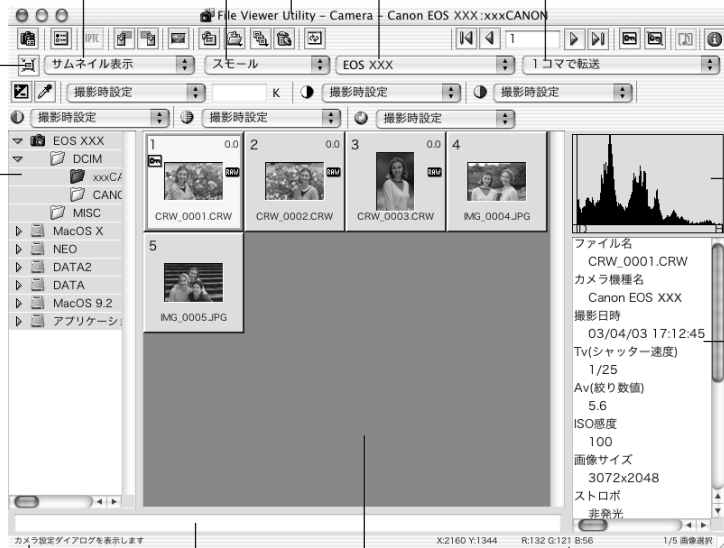 File Viewer Utility – Camera – Canon EOS XXX :xxxCANON
IPTC
1
サムネイル表示
スモール
EOS XXX
1コマで転送
撮影時設定
K
撮影時設定
撮影時設定
撮影時設定
撮影時設定
撮影時設定
EOS XXX
DCIM
xxxCA
CANC
MISC
MacOS X
NEO
DATA2
DATA
MacOS 9.2
アプリケーシ
1 0.0
RAW
CRW_0001.CRW
2 0.0
RAW
CRW_0002.CRW
3 0.0
RAW
CRW_0003.CRW
4
IMG_0004.JPG
5
IMG_0005.JPG
ファイル名
CRW_0001.CRW
カメラ機種名
Canon EOS XXX
撮影日時
03/04/03 17:12:45
Tv(シャッター速度)
1/25
Av(絞り数値)
5.6
ISO感度
100
画像サイズ
3072x2048
ストロボ
非発光
カメラ設定ダイアログを表示します
X:2160 Y:1344
R:132 G:121 B:56
1/5 画像選択